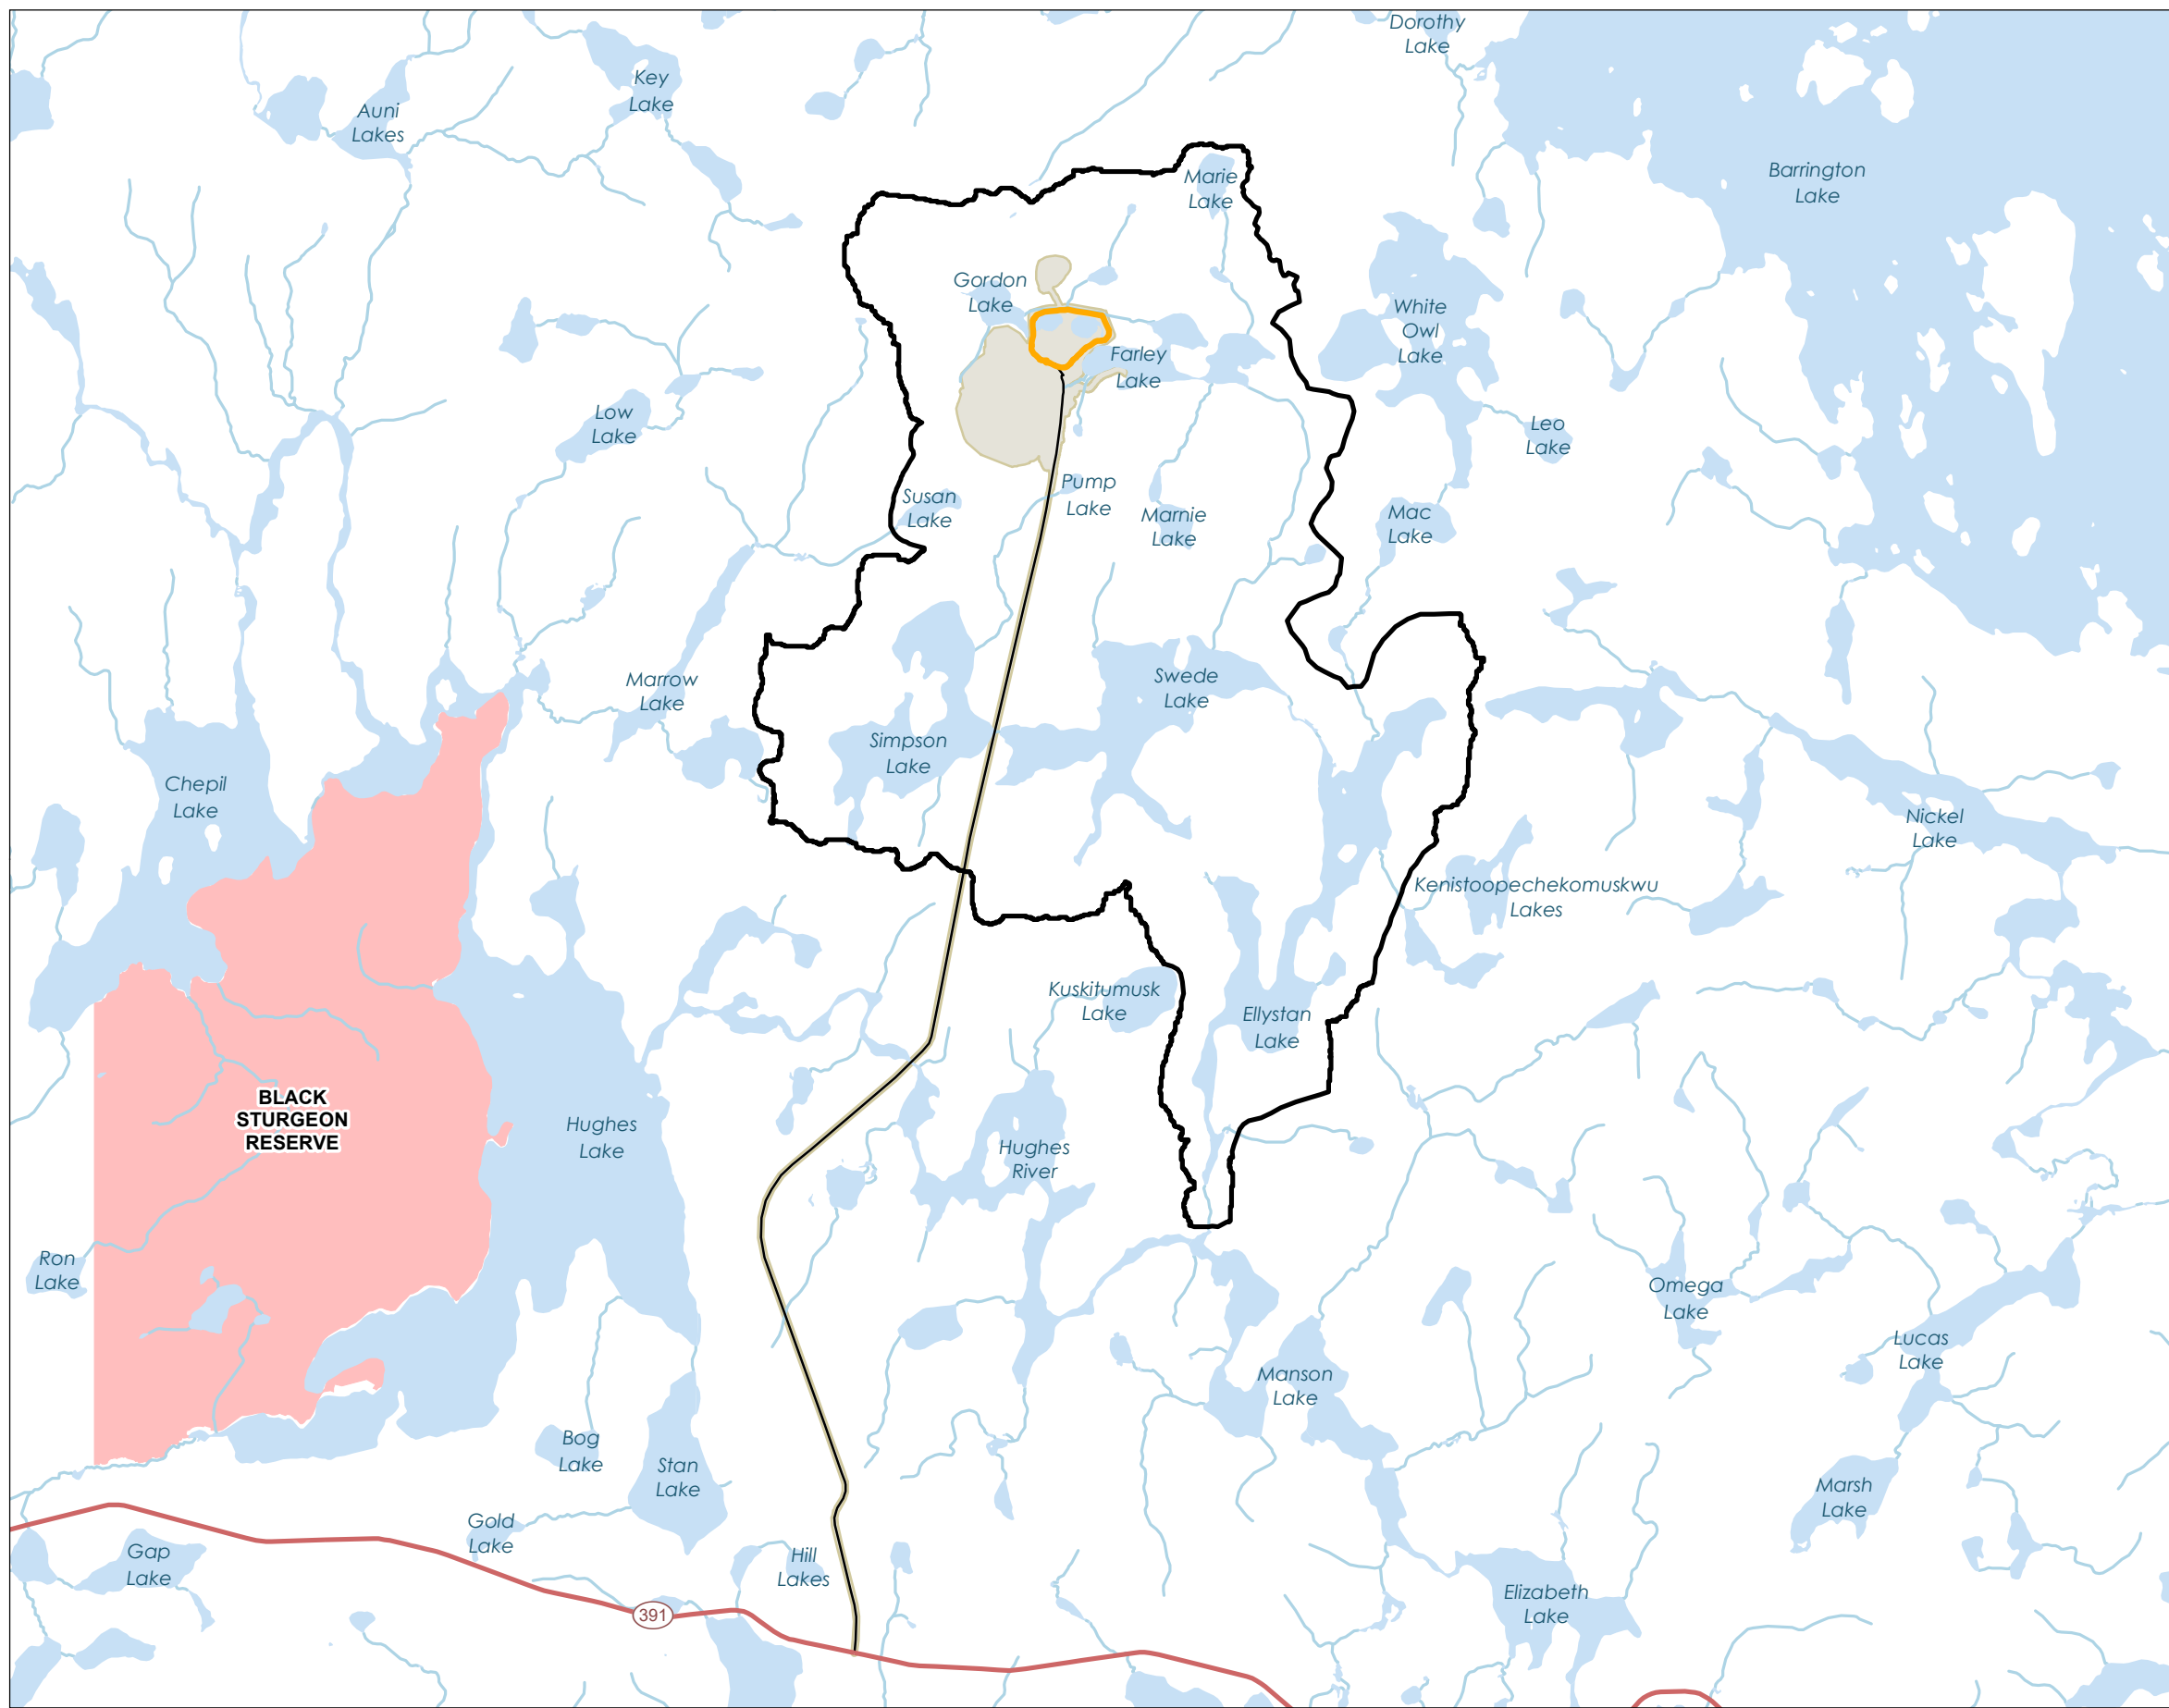 Dorothy
Lake
Key
Lake
Auni
Lakes
Barrington
Lake
Marie
Lake
Gordon
Lake
White
Owl
Lake
Farley
Lake
Low
Lake
Leo
Lake
Pump
Lake
Susan
Lake
Marnie
Lake
Mac
Lake
Marrow
Lake
Swede
Lake
Simpson
Lake
Chepil
Lake
Nickel
Lake
Kenistoopechekomuskwu
Lakes
Kuskitumusk
Lake
Ellystan
Lake
BLACK
STURGEON
RESERVE
Hughes
Lake
Hughes
River
Ron
Lake
Omega
Lake
Lucas
Lake
Manson
Lake
Bog
Lake
Stan
Lake
Marsh
Lake
Gold
Lake
Gap
Lake
Hill
Lakes
Elizabeth
Lake
391